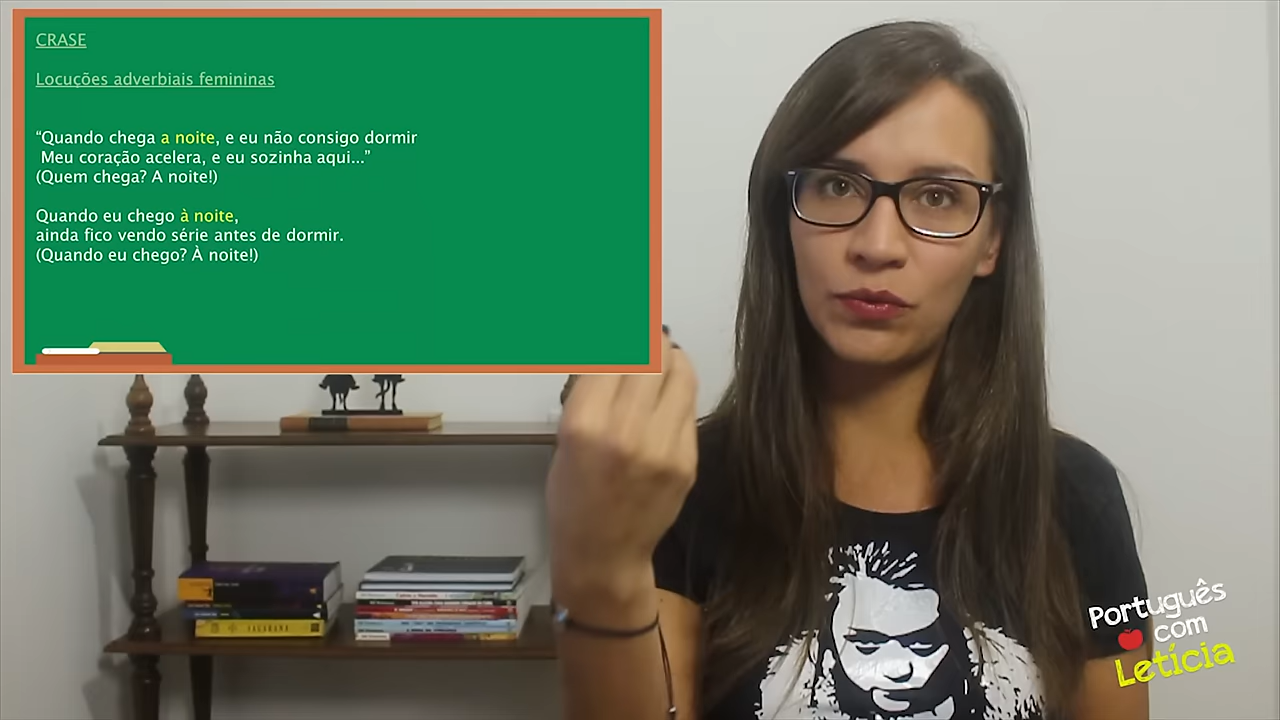 CRASE
Locuções adverbiais femininas
“Quando chega a noite, e eu não consigo dormir
Meu coração acelera, e eu sozinha aqui...”
(Quem chega? A noite!)
Quando eu chego à noite,
ainda fico vendo série antes de dormir.
(Quando eu chego? À noite!)
Português
com
Letícia